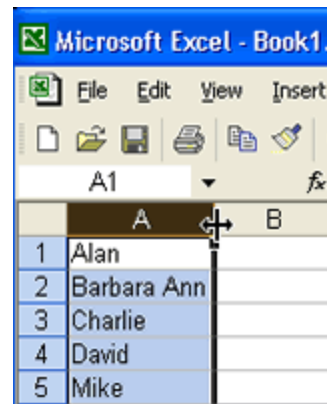 Microsoft Excel - Book1.
File Edit View Insert
A1 fx
A B
1 Alan
2 Barbara Ann
3 Charlie
4 David
5 Mike